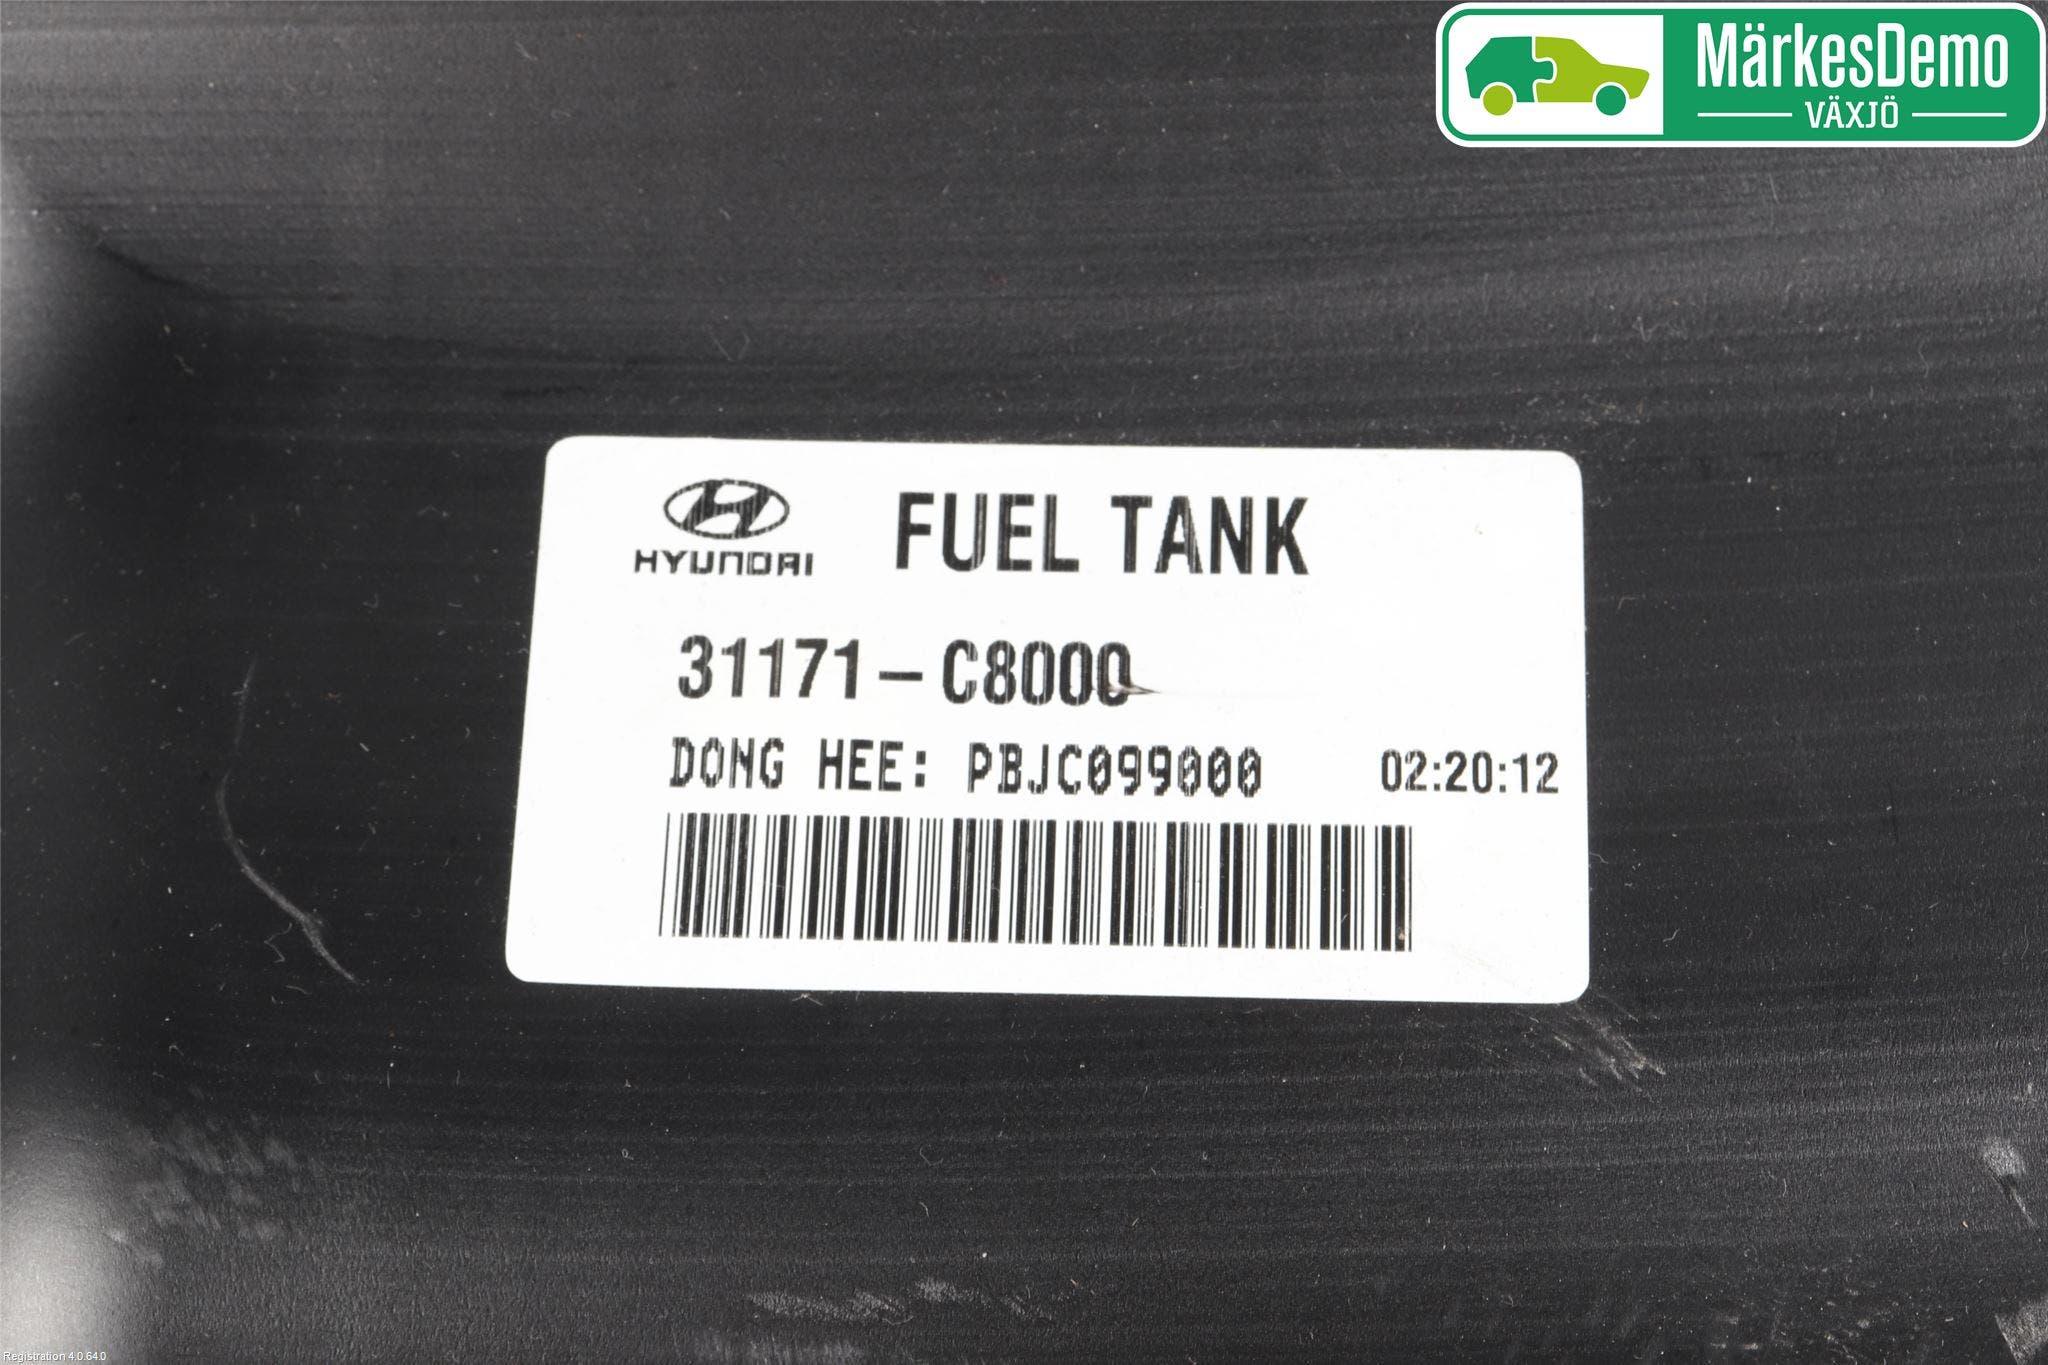 MärkesDemo
VÄXJÖ
HYUNDAI
FUEL TANK
31171-C8000
DONG HEE: PBJC099000 02:20:12
Registration 4.0.64.0